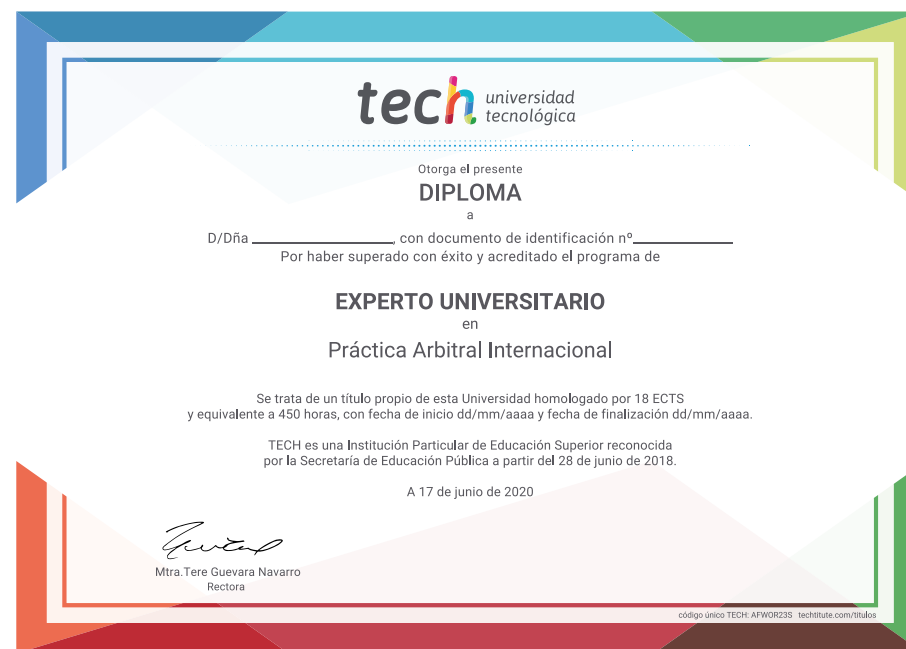 tech universidad
tecnológica
Otorga el presente
DIPLOMA
a
D/Dña ____________________, con documento de identificación nº______________
Por haber superado con éxito y acreditado el programa de
EXPERTO UNIVERSITARIO
en
Práctica Arbitral Internacional
Se trata de un título propio de esta Universidad homologado por 18 ECTS
y equivalente a 450 horas, con fecha de inicio dd/mm/aaaa y fecha de finalización dd/mm/aaaa.
TECH es una Institución Particular de Educación Superior reconocida
por la Secretaría de Educación Pública a partir del 28 de junio de 2018.
A 17 de junio de 2020
Mtra.Tere Guevara Navarro
Rectora
código único TECH: AFWOR23S techtitute.com/titulos